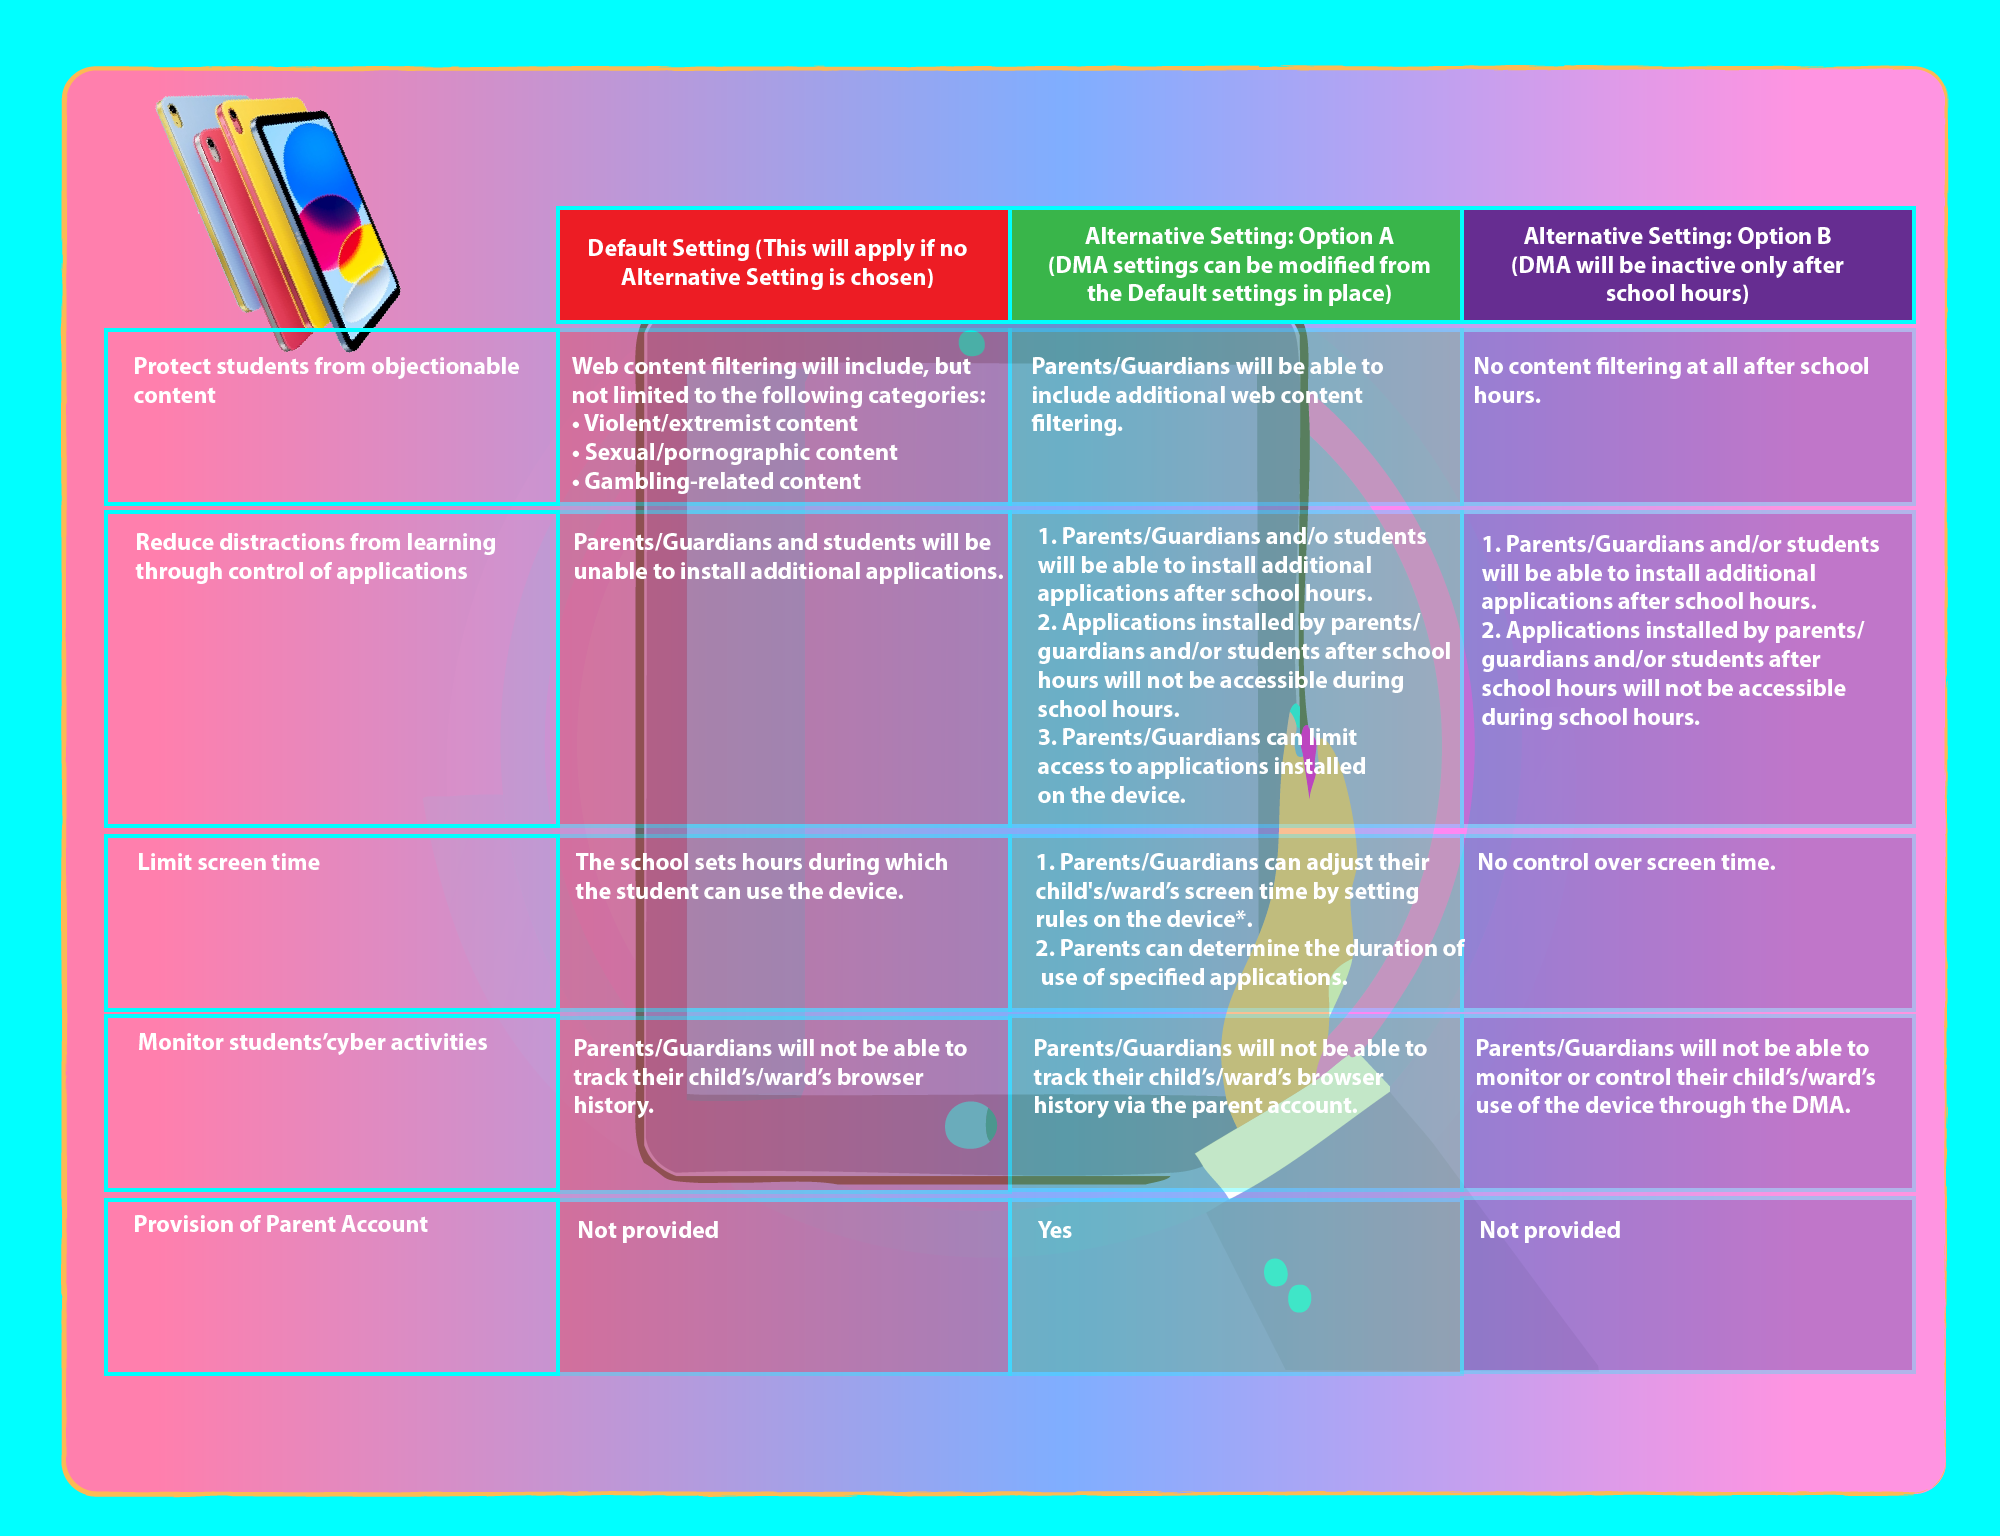 Default Setting (This will apply if no
Alternative Setting is chosen)
Alternative Setting: Option A
(DMA settings can be modified from
the Default settings in place)
Alternative Setting: Option B
(DMA will be inactive only after
school hours)
Protect students from objectionable
content
Web content filtering will include, but
not limited to the following categories:
• Violent/extremist content
• Sexual/pornographic content
• Gambling-related content
Parents/Guardians will be able to
include additional web content
filtering.
No content filtering at all after school
hours.
Reduce distractions from learning
through control of applications
Parents/Guardians and students will be
unable to install additional applications.
1. Parents/Guardians and/o students
will be able to install additional
applications after school hours.
2. Applications installed by parents/
guardians and/or students after school
hours will not be accessible during
school hours.
3. Parents/Guardians can limit
access to applications installed
on the device.
1. Parents/Guardians and/or students
will be able to install additional
applications after school hours.
2. Applications installed by parents/
guardians and/or students after
school hours will not be accessible
during school hours.
Limit screen time
The school sets hours during which
the student can use the device.
1. Parents/Guardians can adjust their
child's/ward’s screen time by setting
rules on the device*.
2. Parents can determine the duration of
use of specified applications.
No control over screen time.
Monitor students’cyber activities
Parents/Guardians will not be able to
track their child’s/ward’s browser
history.
Parents/Guardians will not be able to
track their child’s/ward’s browser
history via the parent account.
Parents/Guardians will not be able to
monitor or control their child’s/ward’s
use of the device through the DMA.
Provision of Parent Account
Not provided
Yes
Not provided